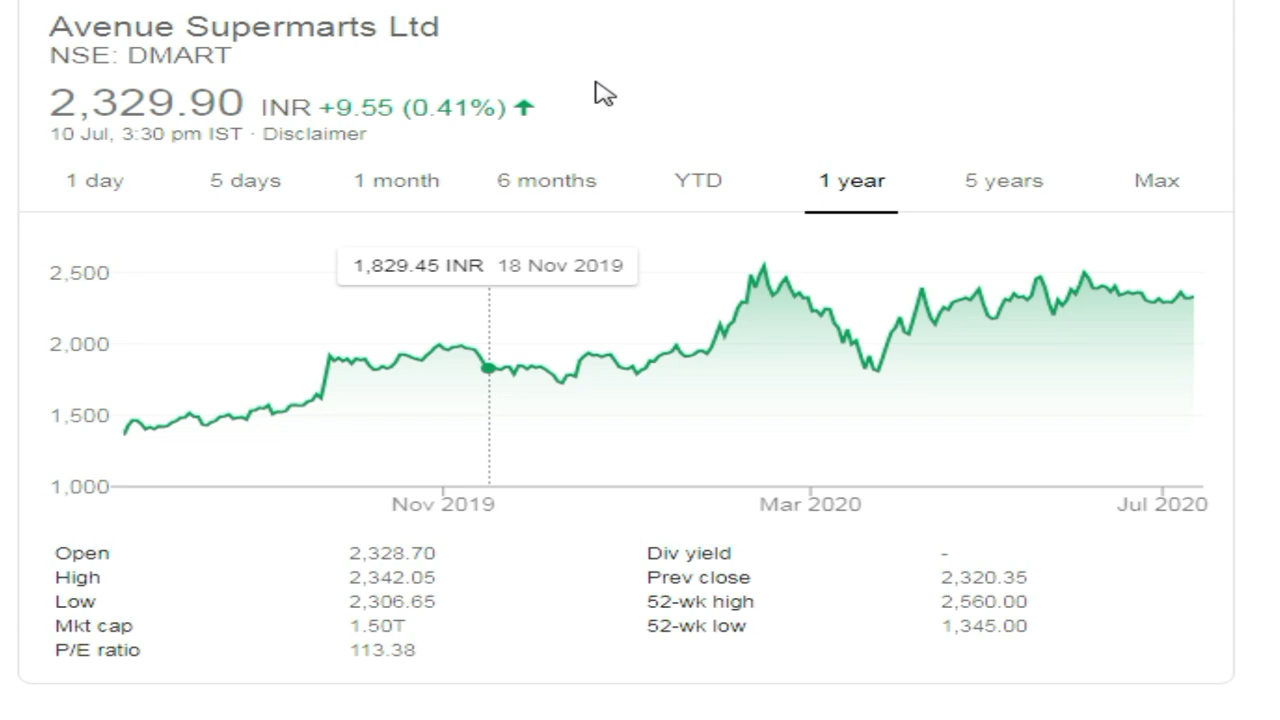 Avenue Supermarts Ltd
NSE: DMART
2,329.90 INR +9.55 (0.41%) ↑
10 Jul, 3:30 pm IST · Disclaimer
1 day 5 days 1 month 6 months YTD 1 year 5 years Max
1,829.45 INR 18 Nov 2019
2,500
2,000
1,500
1,000
Nov 2019 Mar 2020 Jul 2020
Open 2,328.70 Div yield -
High 2,342.05 Prev close 2,320.35
Low 2,306.65 52-wk high 2,560.00
Mkt cap 1.50T 52-wk low 1,345.00
P/E ratio 113.38